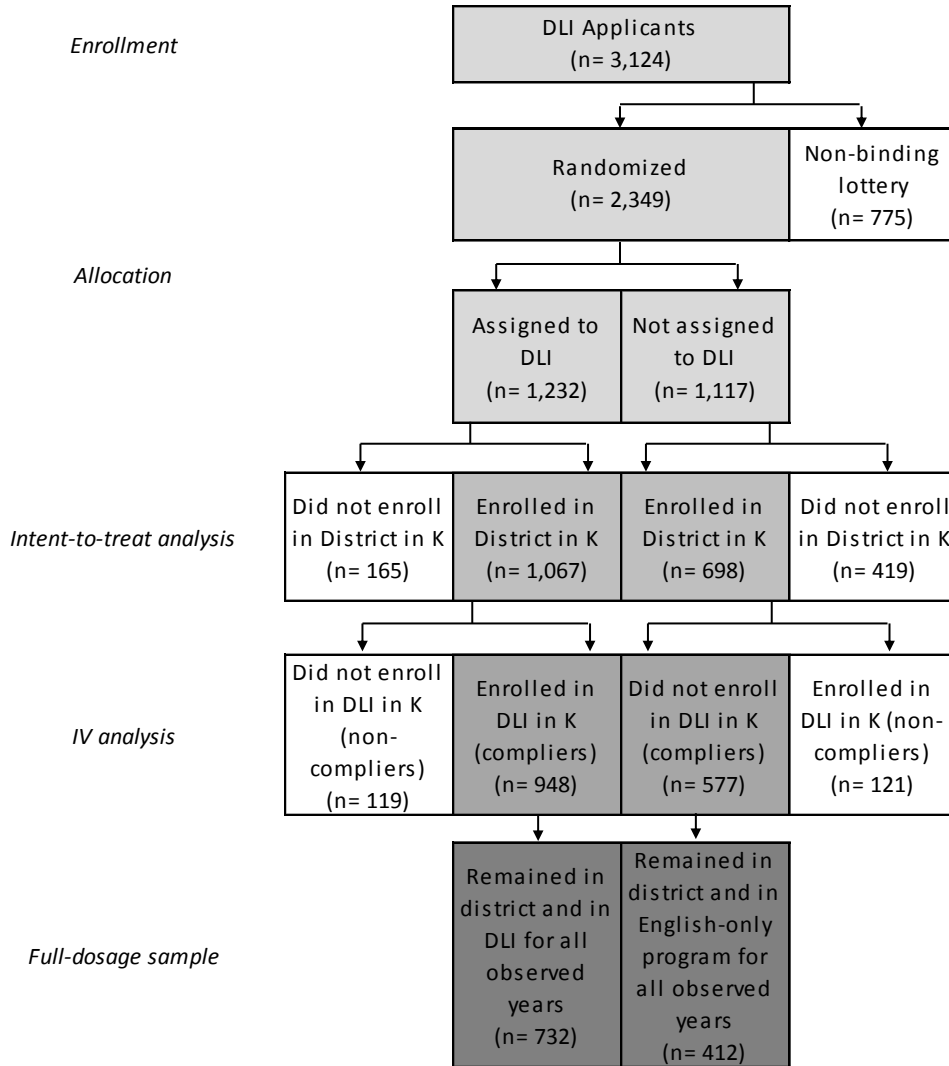 Enrollment
DLI Applicants
(n= 3,124)
Randomized
(n= 2,349)
Non-binding
lottery
(n= 775)
Allocation
Assigned to
DLI
(n= 1,232)
Not assigned
to DLI
(n= 1,117)
Intent-to-treat analysis
Did not enroll
in District in K
(n= 165)
Enrolled in
District in K
(n= 1,067)
Enrolled in
District in K
(n= 698)
Did not enroll
in District in K
(n= 419)
IV analysis
Did not enroll
in DLI in K
(non-
compliers)
(n= 119)
Enrolled in
DLI in K
(compliers)
(n= 948)
Did not enroll
in DLI in K
(compliers)
(n= 577)
Enrolled in
DLI in K (non-
compliers)
(n= 121)
Full-dosage sample
Remained in
district and in
DLI for all
observed
years
(n= 732)
Remained in
district and in
English-only
program for
all observed
years
(n= 412)